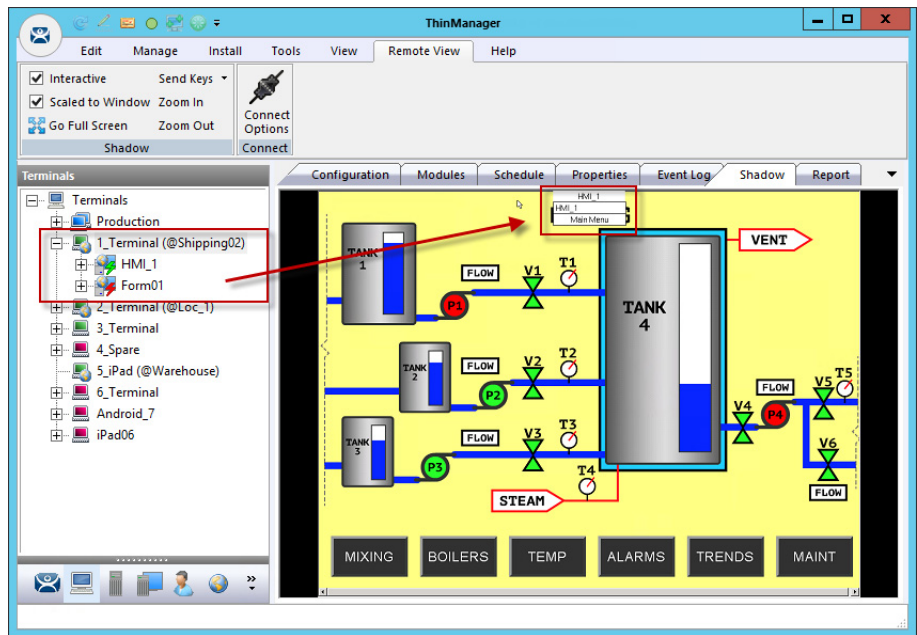 ThinManager
Edit Manage Install Tools View Remote View Help
Interactive Send Keys
Scaled to Window Zoom In
Go Full Screen Zoom Out
Connect Options
Shadow Connect
Terminals
Configuration Modules Schedule Properties Event Log Shadow Report
Terminals
Production
1_Terminal (@Shipping02)
HMI_1
Form01
2_Terminal (@Loc_1)
3_Terminal
4_Spare
5_iPad (@Warehouse)
6_Terminal
Android_7
iPad06
HMI_1
HMI_1
Main Menu
VENT
TANK 1
FLOW V1 T1
P1
TANK 4
TANK 2
FLOW V2 T2
P2
FLOW V5 T5
V4 P4
TANK 3
FLOW V3 T3
P3
V6
T4
FLOW
STEAM
MIXING BOILERS TEMP ALARMS TRENDS MAINT